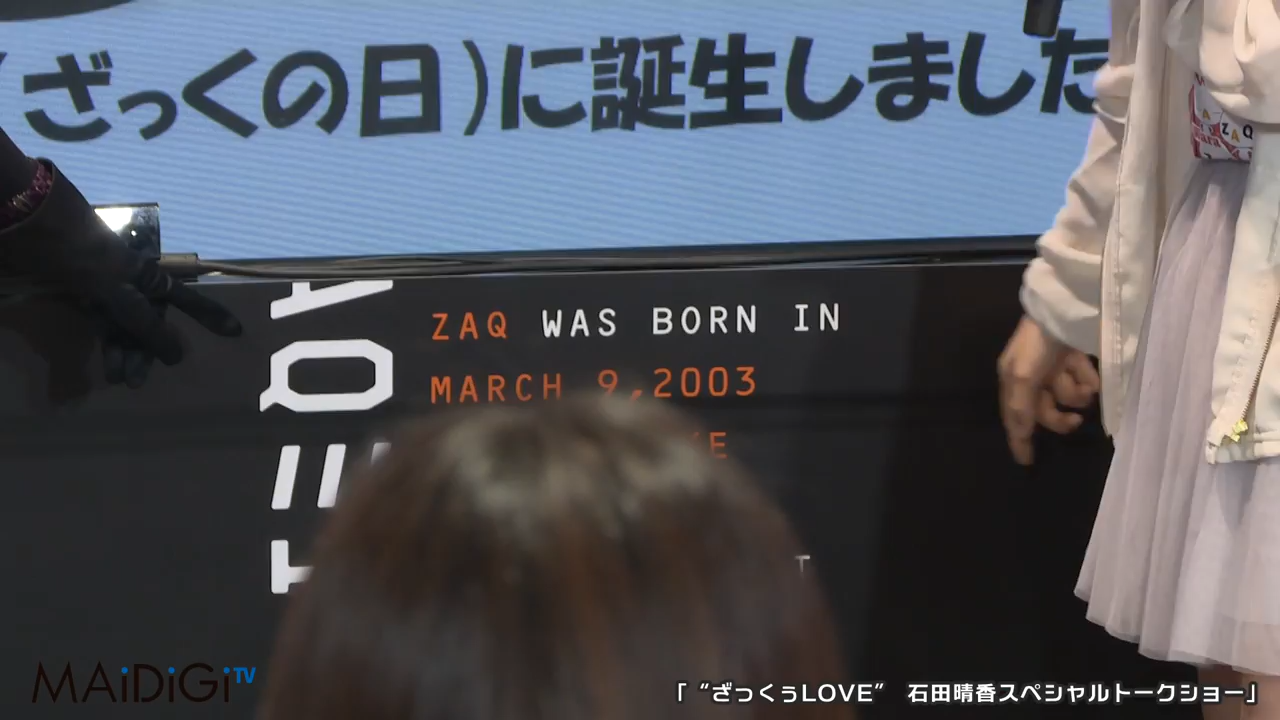 (ざっくの日)に誕生しました
ZAQ WAS BORN IN
MARCH 9,2003
ZAQ
MAiDiGiTV
「“ざっくぅLOVE” 石田晴香スペシャルトークショー」